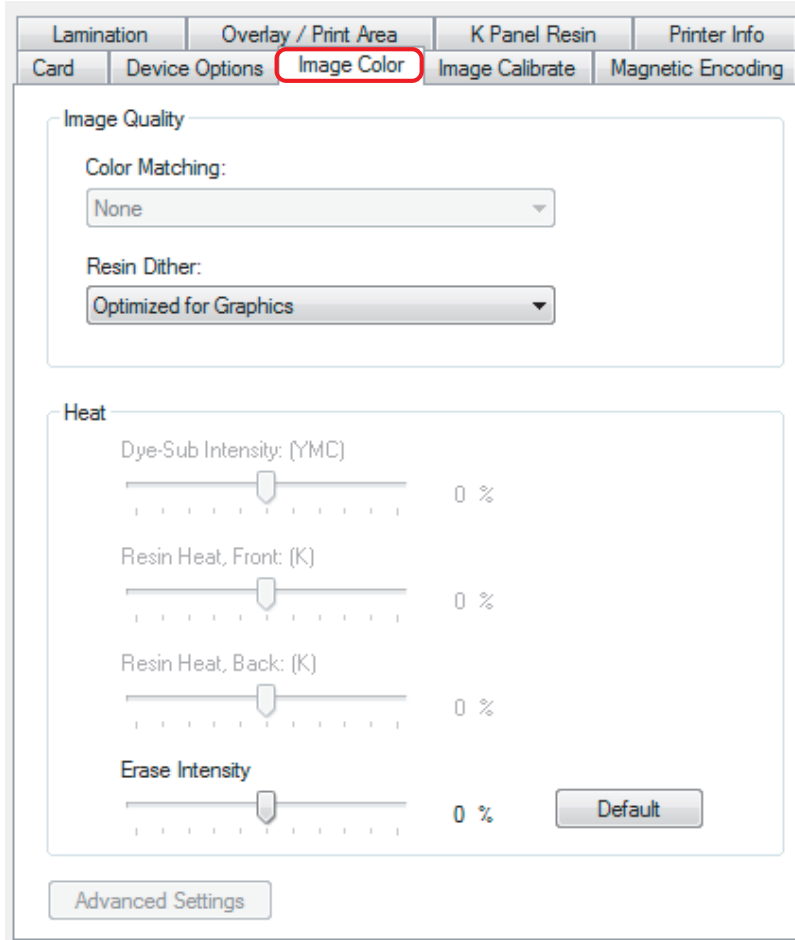 Lamination Overlay / Print Area K Panel Resin Printer Info
Card Device Options Image Color Image Calibrate Magnetic Encoding
Image Quality
Color Matching:
None
Resin Dither:
Optimized for Graphics
Heat
Dye-Sub Intensity: (YMC)
0 %
Resin Heat, Front: (K)
0 %
Resin Heat, Back: (K)
0 %
Erase Intensity
0 % Default
Advanced Settings